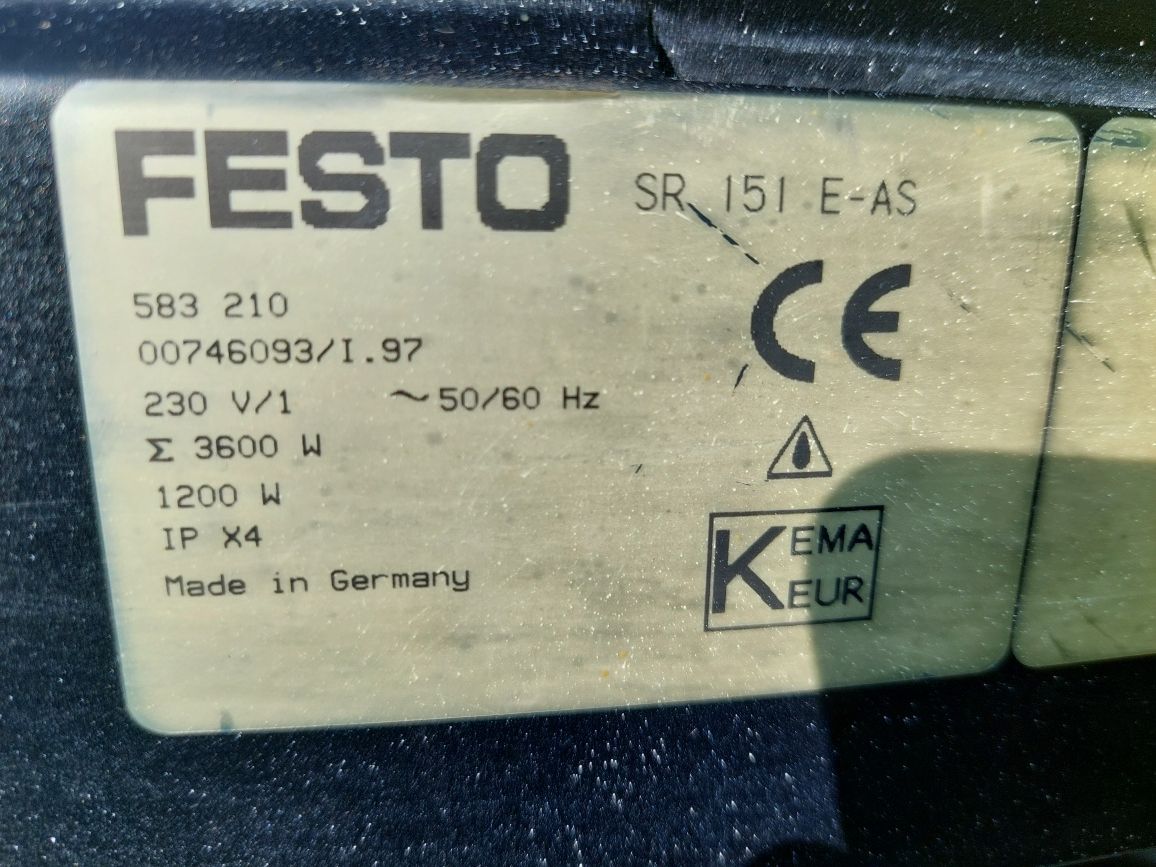 FESTO
SR 151 E-AS
583 210
00746093/I.97
230 V/1 ~50/60 Hz
Σ 3600 W
1200 W
IP X4
Made in Germany
CE
KEMA
KEUR